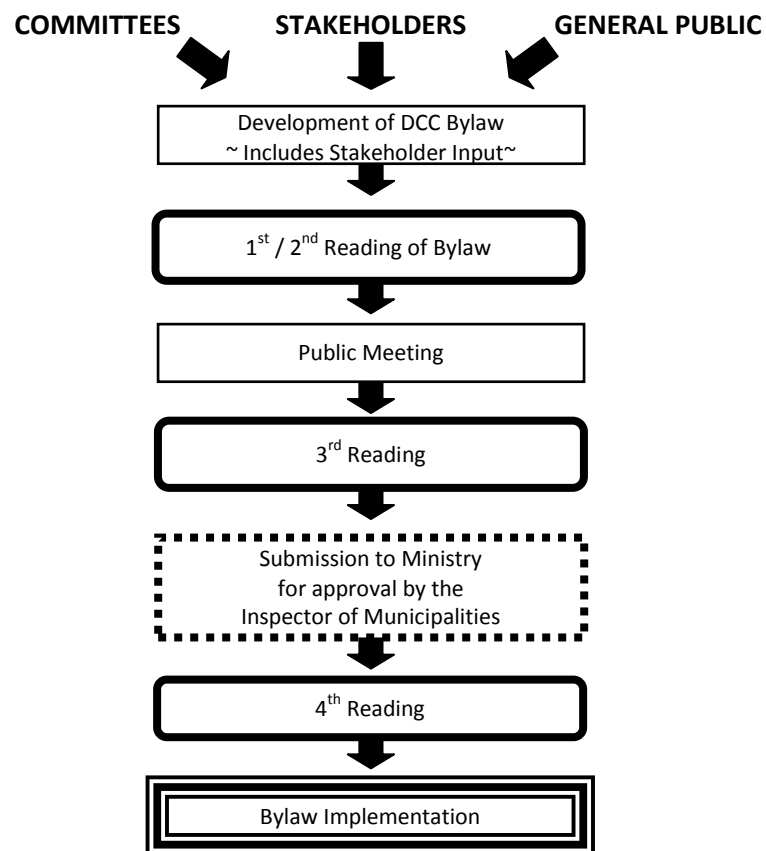 COMMITTEES STAKEHOLDERS GENERAL PUBLIC
Development of DCC Bylaw
~ Includes Stakeholder Input~
1st / 2nd Reading of Bylaw
Public Meeting
3rd Reading
Submission to Ministry
for approval by the
Inspector of Municipalities
4th Reading
Bylaw Implementation